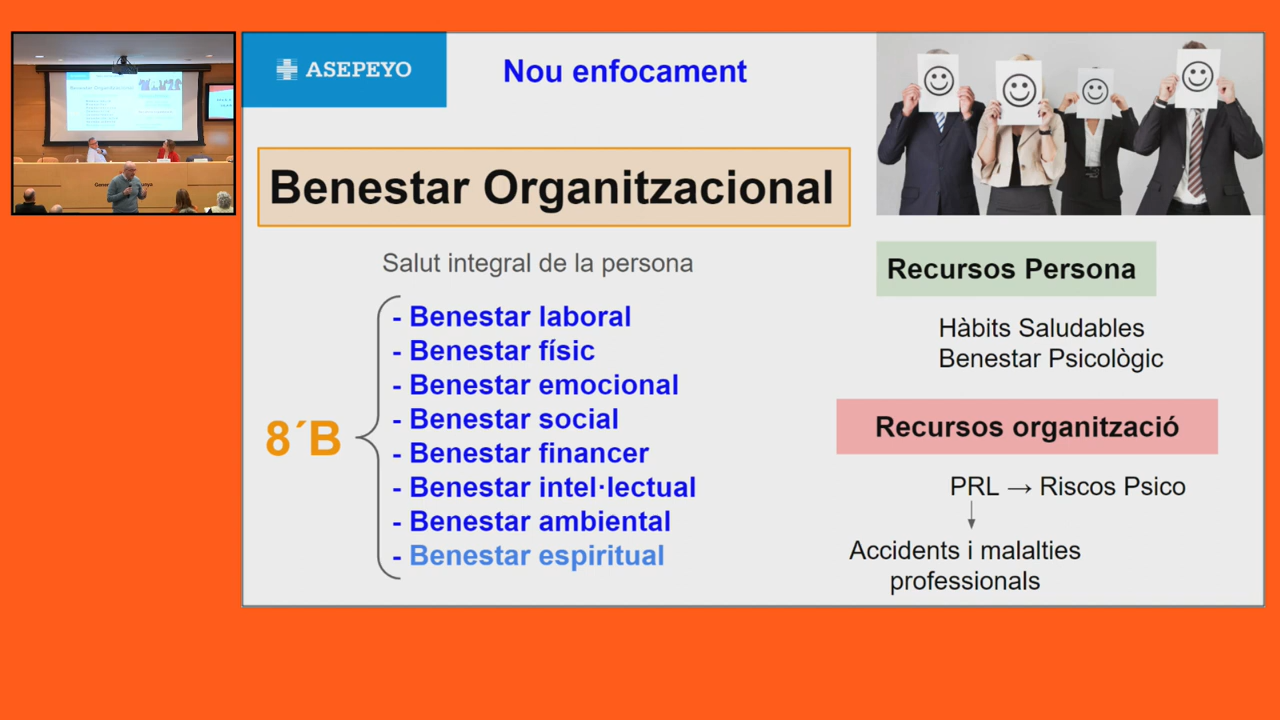 ASEPEYO
Nou enfocament
Benestar Organitzacional
Salut integral de la persona
8´B
- Benestar laboral
- Benestar físic
- Benestar emocional
- Benestar social
- Benestar financer
- Benestar intel·lectual
- Benestar ambiental
- Benestar espiritual
Recursos Persona
Hàbits Saludables
Benestar Psicològic
Recursos organització
PRL → Riscos Psico
Accidents i malalties
professionals